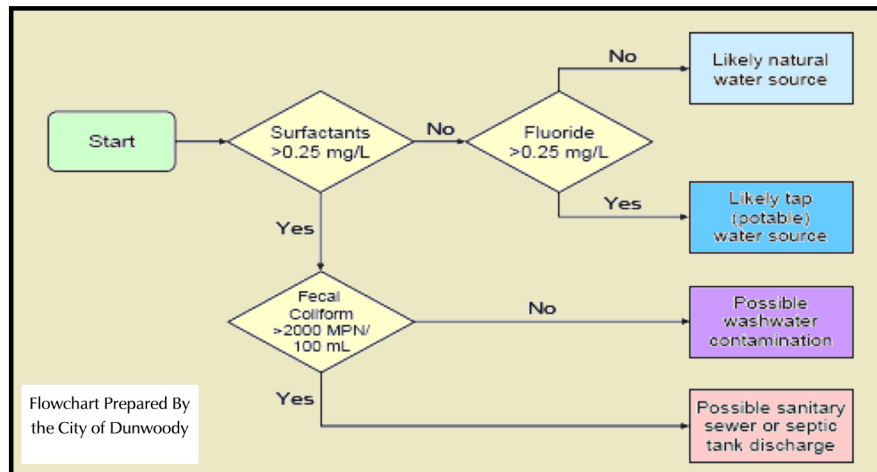 No
Likely natural
water source
Start
Surfactants
>0.25 mg/L
No
Fluoride
>0.25 mg/L
Yes
Likely tap
(potable)
water source
Yes
Fecal
Coliform
>2000 MPN/
100 mL
No
Possible
washwater
contamination
Yes
Possible sanitary
sewer or septic
tank discharge
Flowchart Prepared By
the City of Dunwoody